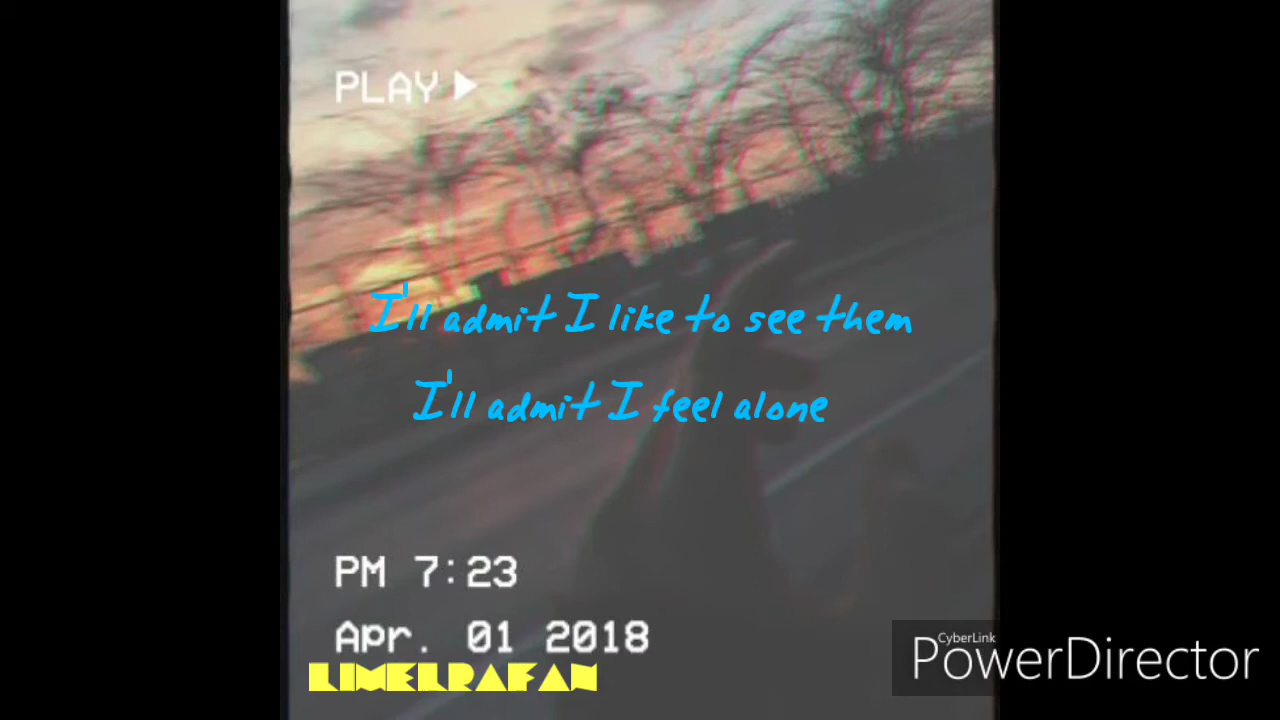 PLAY
I'll admit I like to see them
I'll admit I feel alone
PM 7:23
Apr. 01 2018
LIMELRAFAN
CyberLink
PowerDirector